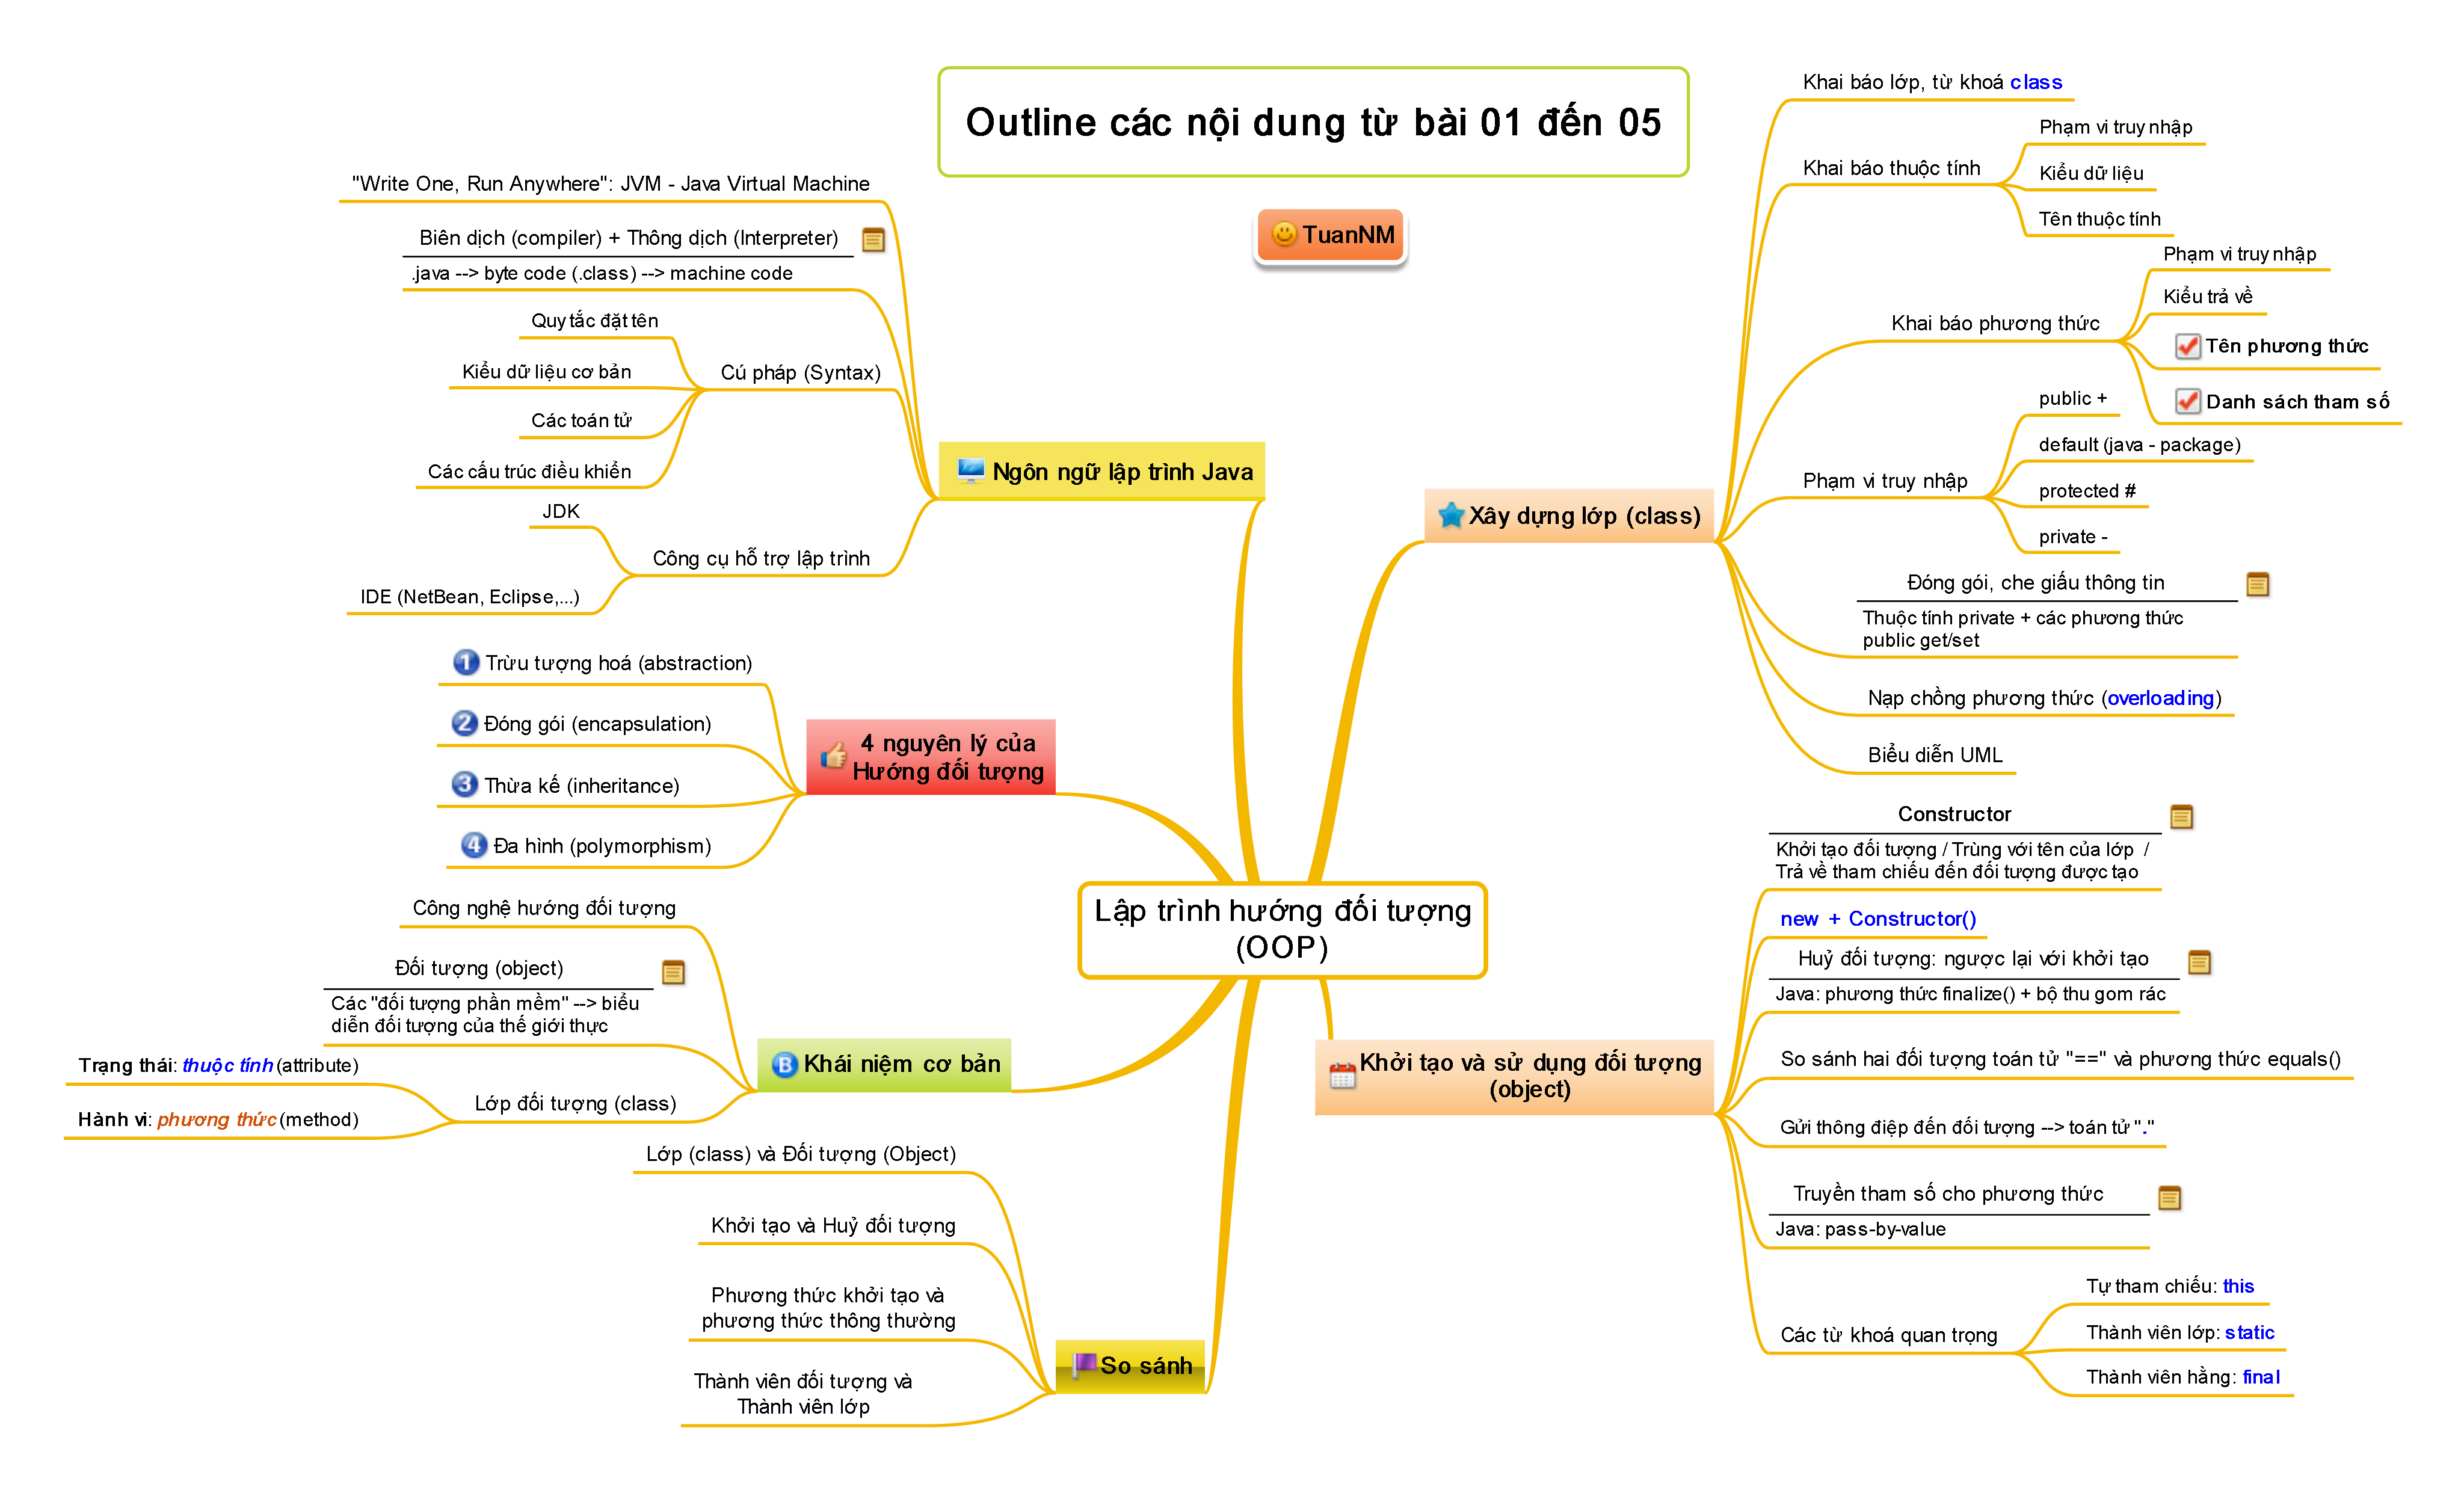 Outline các nội dung từ bài 01 đến 05
TuanNM
Lập trình hướng đối tượng
(OOP)
Ngôn ngữ lập trình Java
"Write One, Run Anywhere": JVM - Java Virtual Machine
Biên dịch (compiler) + Thông dịch (Interpreter)
.java --> byte code (.class) --> machine code
Cú pháp (Syntax)
Quy tắc đặt tên
Kiểu dữ liệu cơ bản
Các toán tử
Các cấu trúc điều khiển
Công cụ hỗ trợ lập trình
JDK
IDE (NetBean, Eclipse,...)
4 nguyên lý của
Hướng đối tượng
1 Trừu tượng hoá (abstraction)
2 Đóng gói (encapsulation)
3 Thừa kế (inheritance)
4 Đa hình (polymorphism)
B Khái niệm cơ bản
Công nghệ hướng đối tượng
Đối tượng (object)
Các "đối tượng phần mềm" --> biểu
diễn đối tượng của thế giới thực
Lớp đối tượng (class)
Trạng thái: thuộc tính (attribute)
Hành vi: phương thức (method)
So sánh
Lớp (class) và Đối tượng (Object)
Khởi tạo và Huỷ đối tượng
Phương thức khởi tạo và
phương thức thông thường
Thành viên đối tượng và
Thành viên lớp
Xây dựng lớp (class)
Khai báo lớp, từ khoá class
Khai báo thuộc tính
Phạm vi truy nhập
Kiểu dữ liệu
Tên thuộc tính
Khai báo phương thức
Phạm vi truy nhập
Kiểu trả về
Tên phương thức
Danh sách tham số
Phạm vi truy nhập
public +
default (java - package)
protected #
private -
Đóng gói, che giấu thông tin
Thuộc tính private + các phương thức
public get/set
Nạp chồng phương thức (overloading)
Biểu diễn UML
Khởi tạo và sử dụng đối tượng
(object)
Constructor
Khởi tạo đối tượng / Trùng với tên của lớp /
Trả về tham chiếu đến đối tượng được tạo
new + Constructor()
Huỷ đối tượng: ngược lại với khởi tạo
Java: phương thức finalize() + bộ thu gom rác
So sánh hai đối tượng toán tử "==" và phương thức equals()
Gửi thông điệp đến đối tượng --> toán tử "."
Truyền tham số cho phương thức
Java: pass-by-value
Các từ khoá quan trọng
Tự tham chiếu: this
Thành viên lớp: static
Thành viên hằng: final